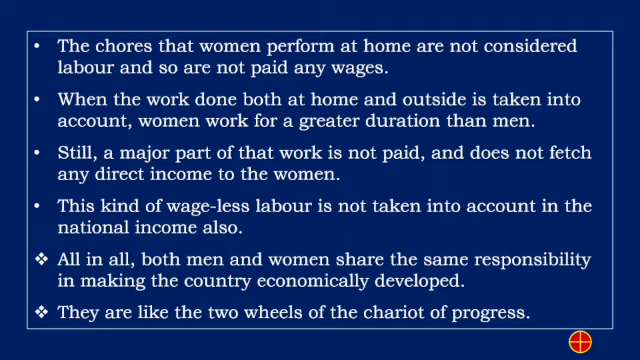 • The chores that women perform at home are not considered
labour and so are not paid any wages.
• When the work done both at home and outside is taken into
account, women work for a greater duration than men.
• Still, a major part of that work is not paid, and does not fetch
any direct income to the women.
• This kind of wage-less labour is not taken into account in the
national income also.
❖ All in all, both men and women share the same responsibility
in making the country economically developed.
❖ They are like the two wheels of the chariot of progress.